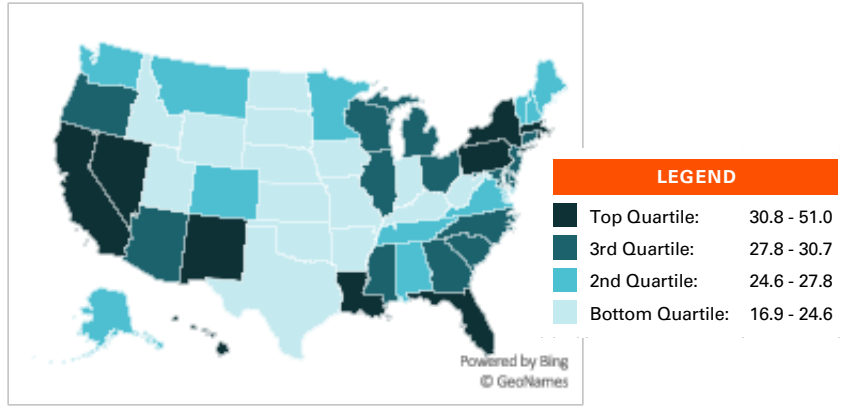 LEGEND
Top Quartile: 30.8 - 51.0
3rd Quartile: 27.8 - 30.7
2nd Quartile: 24.6 - 27.8
Bottom Quartile: 16.9 - 24.6
Powered by Bing
© GeoNames